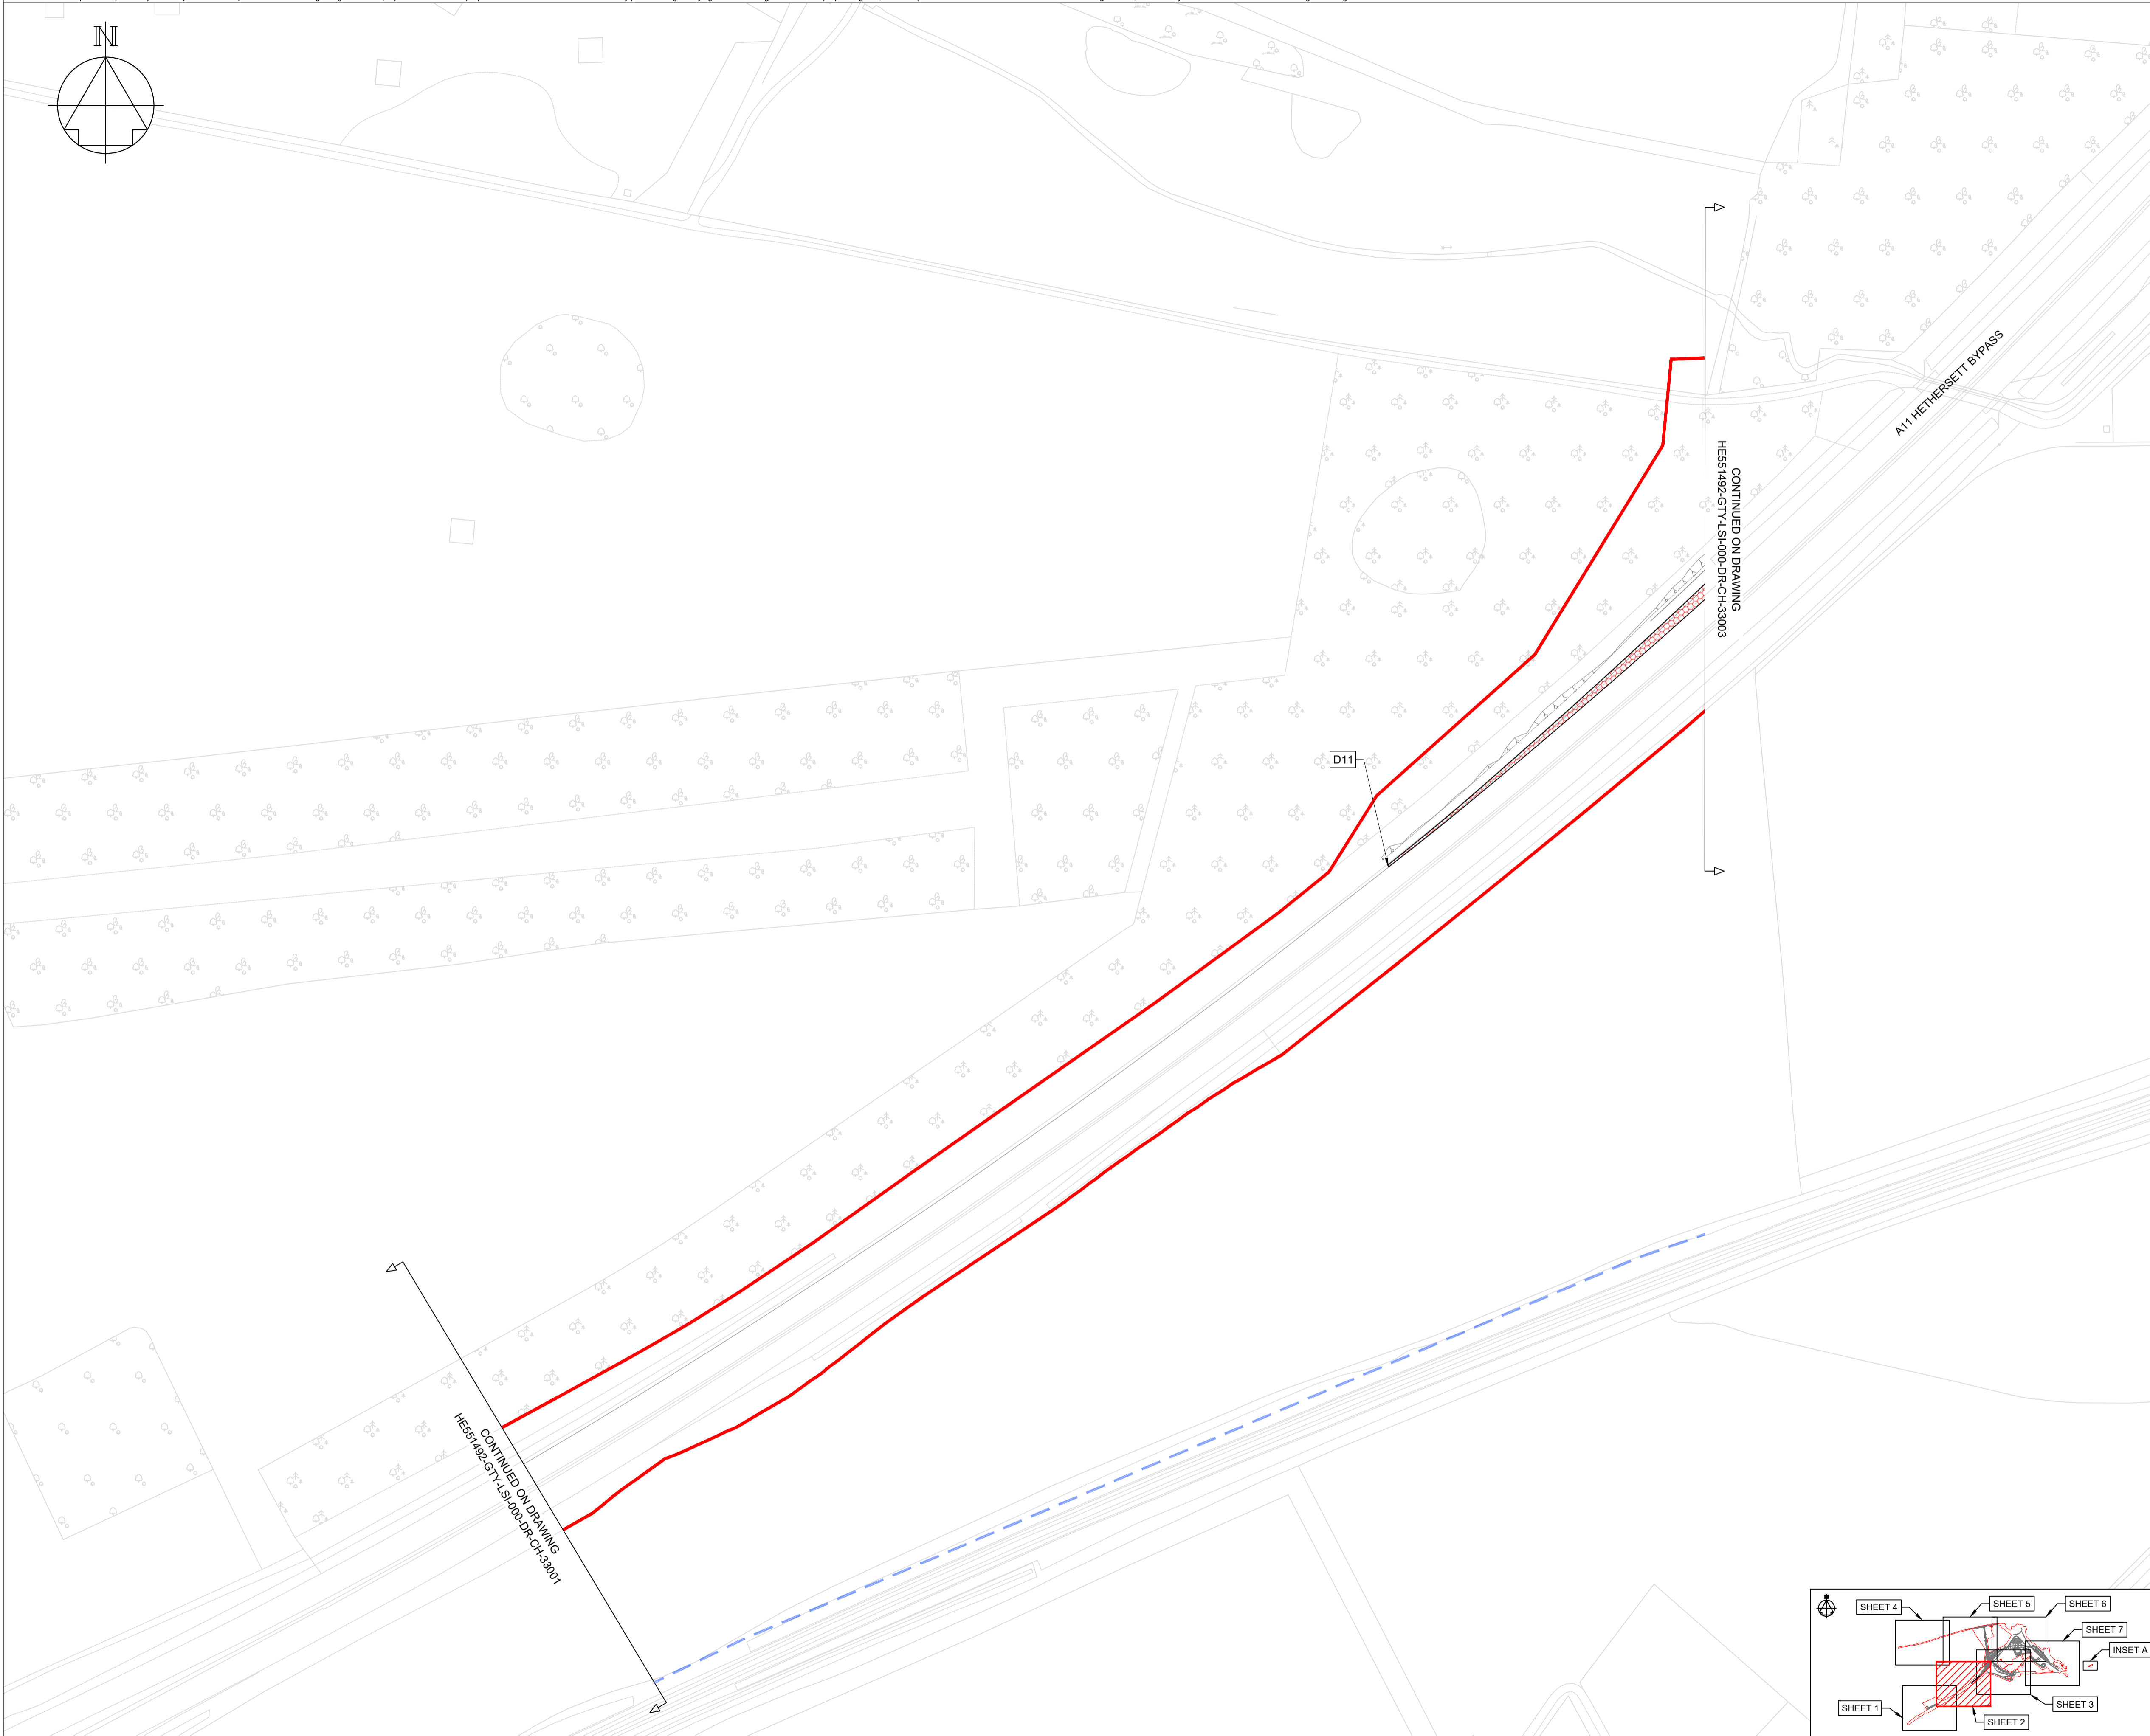 N
A11 HETHERSETT BYPASS
CONTINUED ON DRAWING
HE551492-GTY-LSI-000-DR-CH-33003
D11
CONTINUED ON DRAWING
HE551492-GTY-LSI-000-DR-CH-33001
SHEET 4
SHEET 5
SHEET 6
SHEET 7
INSET A
SHEET 1
SHEET 2
SHEET 3